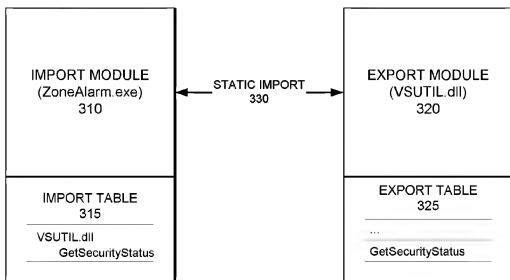 IMPORT MODULE
(ZoneAlarm.exe)
310
STATIC IMPORT
330
EXPORT MODULE
(VSUTIL.dll)
320
IMPORT TABLE
315
VSUTIL.dll
GetSecurityStatus
EXPORT TABLE
325
...
GetSecurityStatus